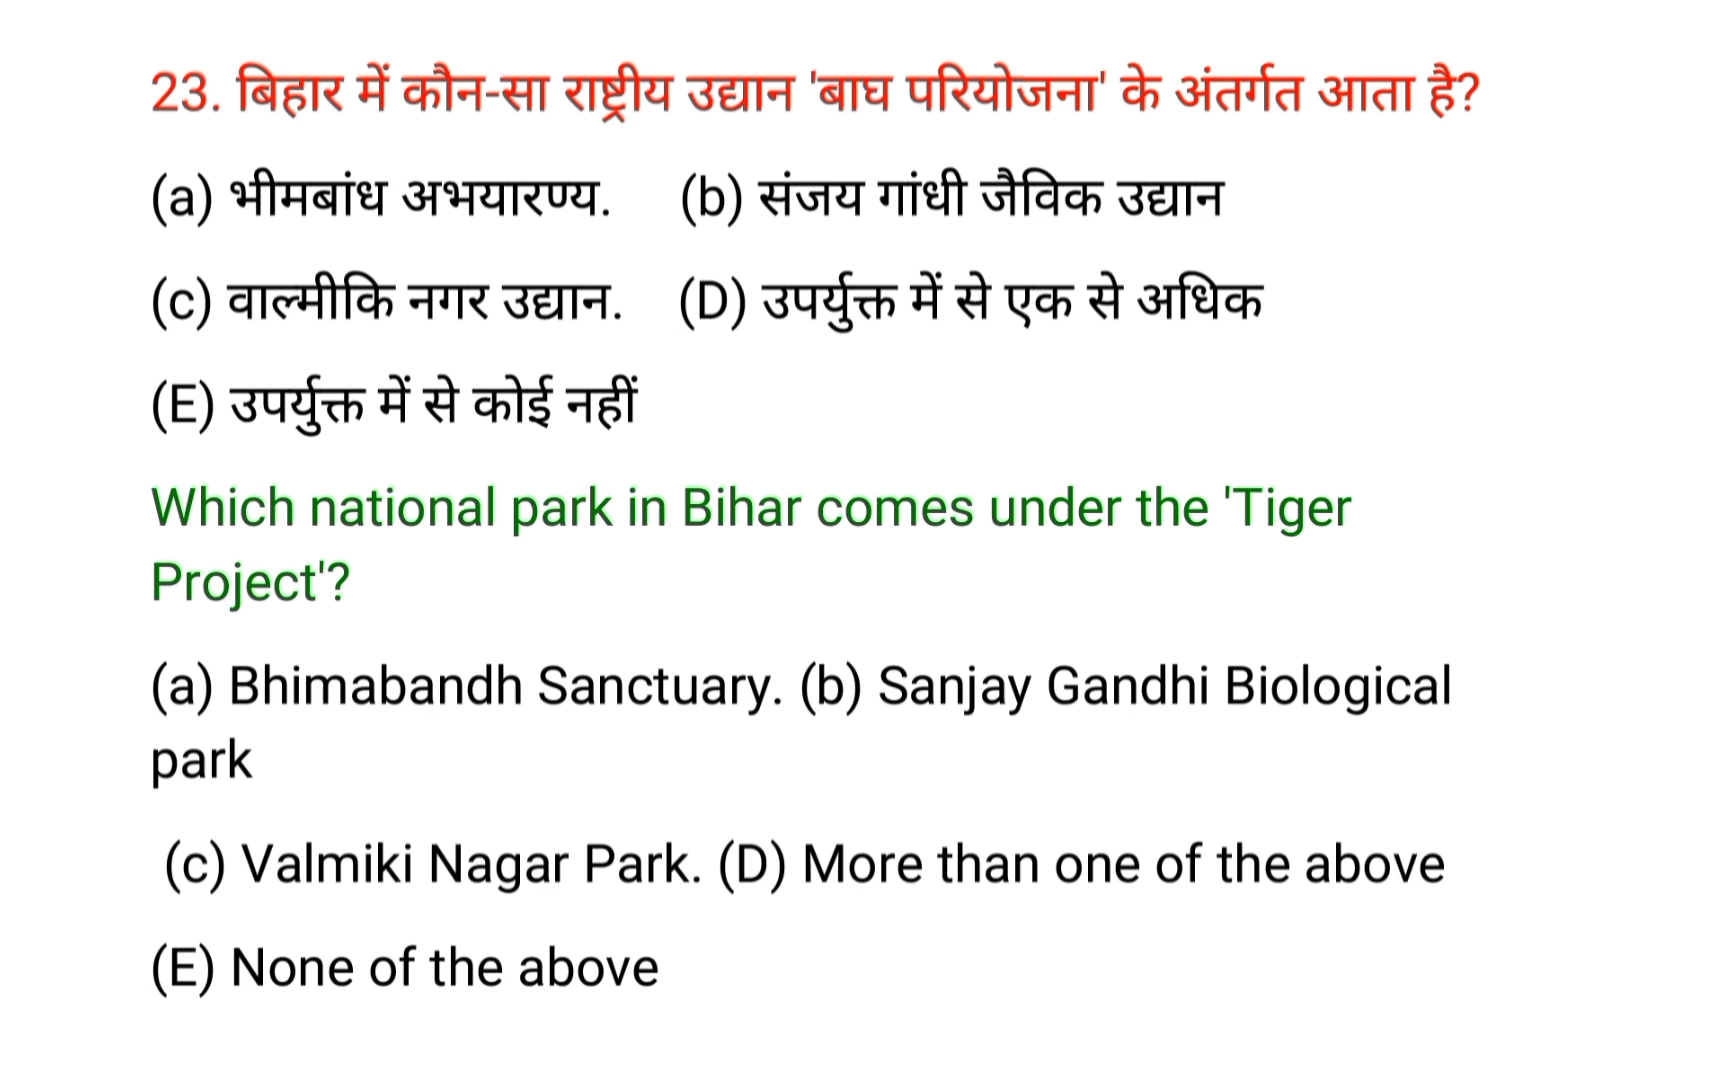 23. बिहार में कौन-सा राष्ट्रीय उद्यान 'बाघ परियोजना' के अंतर्गत आता है?
(a) भीमबांध अभयारण्य. (b) संजय गांधी जैविक उद्यान
(c) वाल्मीकि नगर उद्यान. (D) उपर्युक्त में से एक से अधिक
(E) उपर्युक्त में से कोई नहीं
Which national park in Bihar comes under the 'Tiger
Project'?
(a) Bhimabandh Sanctuary. (b) Sanjay Gandhi Biological
park
(c) Valmiki Nagar Park. (D) More than one of the above
(E) None of the above